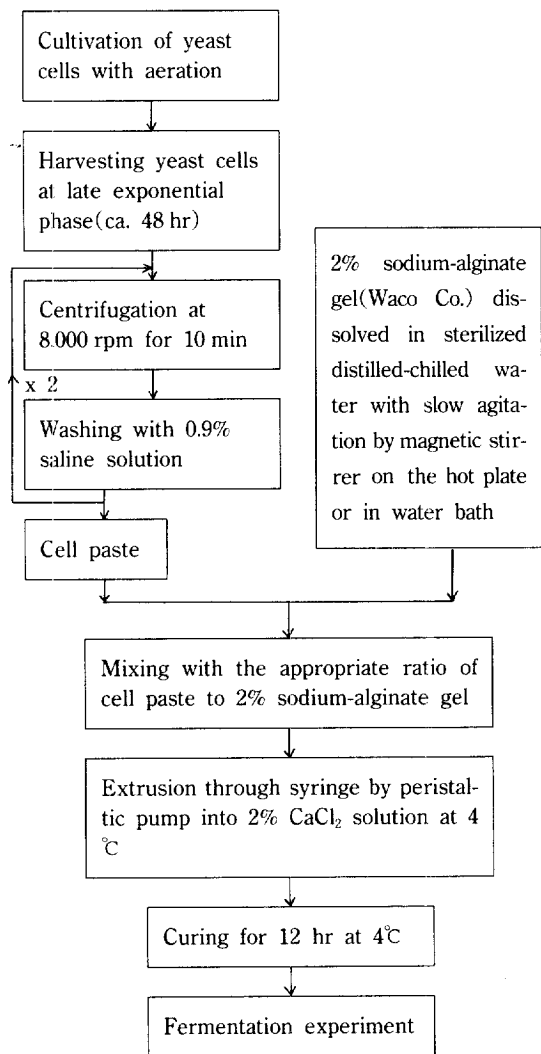 Cultivation of yeast
cells with aeration
Harvesting yeast cells
at late exponential
phase(ca. 48 hr)
Centrifugation at
8.000 rpm for 10 min
x 2
Washing with 0.9%
saline solution
Cell paste
2% sodium-alginate
gel(Waco Co.) dis-
solved in sterilized
distilled-chilled wa-
ter with slow agita-
tion by magnetic stir-
rer on the hot plate
or in water bath
Mixing with the appropriate ratio of
cell paste to 2% sodium-alginate gel
Extrusion through syringe by peristal-
tic pump into 2% CaCl₂ solution at 4
℃
Curing for 12 hr at 4℃
Fermentation experiment